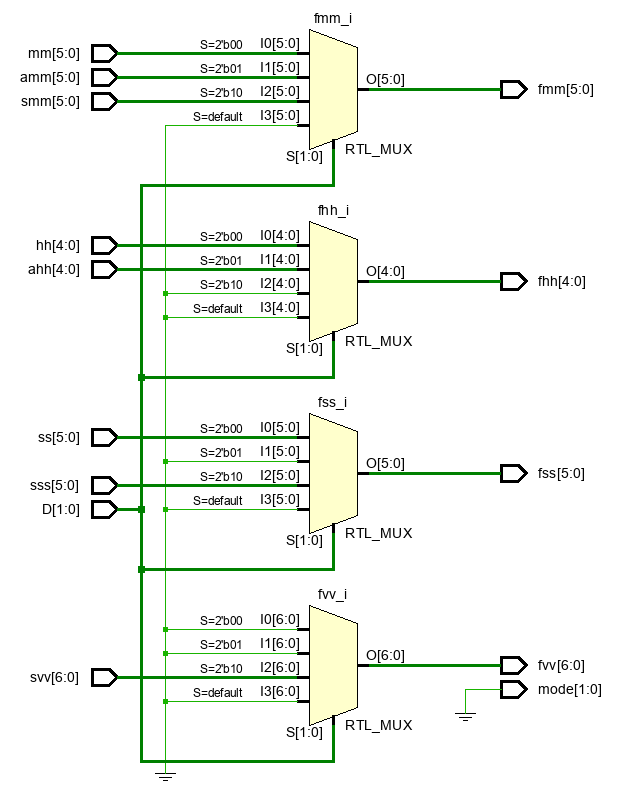 fmm_i
mm[5:0] S=2'b00 I0[5:0]
amm[5:0] S=2'b01 I1[5:0] O[5:0] fmm[5:0]
smm[5:0] S=2'b10 I2[5:0]
S=default I3[5:0]
S[1:0] RTL_MUX
fhh_i
hh[4:0] S=2'b00 I0[4:0]
ahh[4:0] S=2'b01 I1[4:0] O[4:0] fhh[4:0]
S=2'b10 I2[4:0]
S=default I3[4:0]
S[1:0] RTL_MUX
fss_i
ss[5:0] S=2'b00 I0[5:0]
S=2'b01 I1[5:0] O[5:0] fss[5:0]
sss[5:0] S=2'b10 I2[5:0]
D[1:0] S=default I3[5:0]
S[1:0] RTL_MUX
fvv_i
S=2'b00 I0[6:0]
S=2'b01 I1[6:0] O[6:0] fvv[6:0]
svv[6:0] S=2'b10 I2[6:0] mode[1:0]
S=default I3[6:0]
S[1:0] RTL_MUX